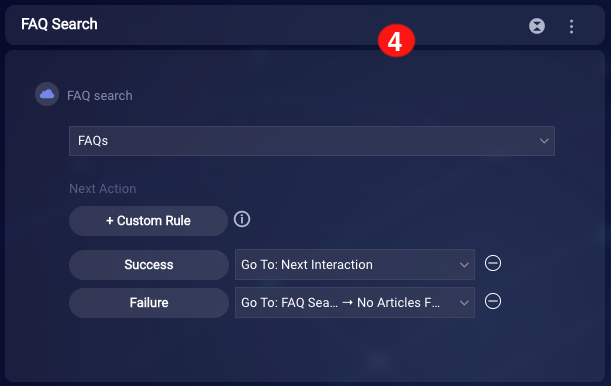 FAQ Search
4
FAQ search
FAQs
Next Action
+ Custom Rule
Success
Go To: Next Interaction
Failure
Go To: FAQ Sea... → No Articles F...